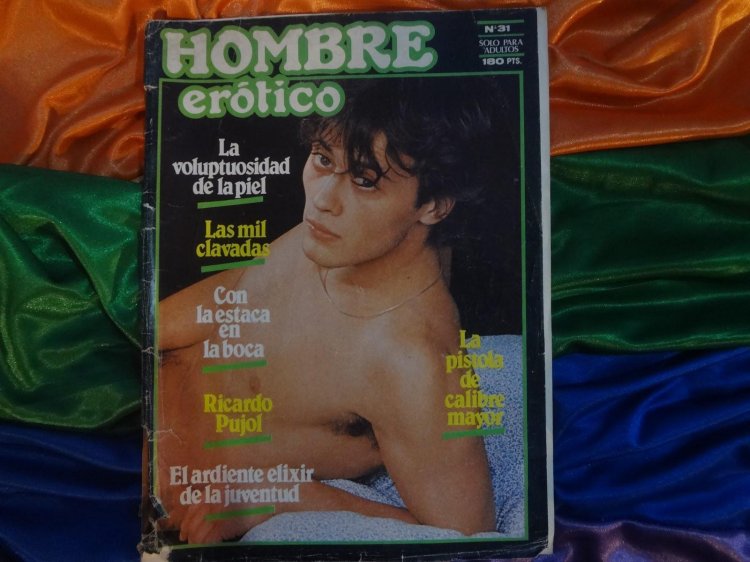 HOMBRE
erótico
Nº 31
SOLO PARA
ADULTOS
180 PTS.
La
voluptuosidad
de la piel
Las mil
clavadas
Con
la estaca
en
la boca
Ricardo
Pujol
La
pistola
de
calibre
mayor
El ardiente elixir
de la juventud